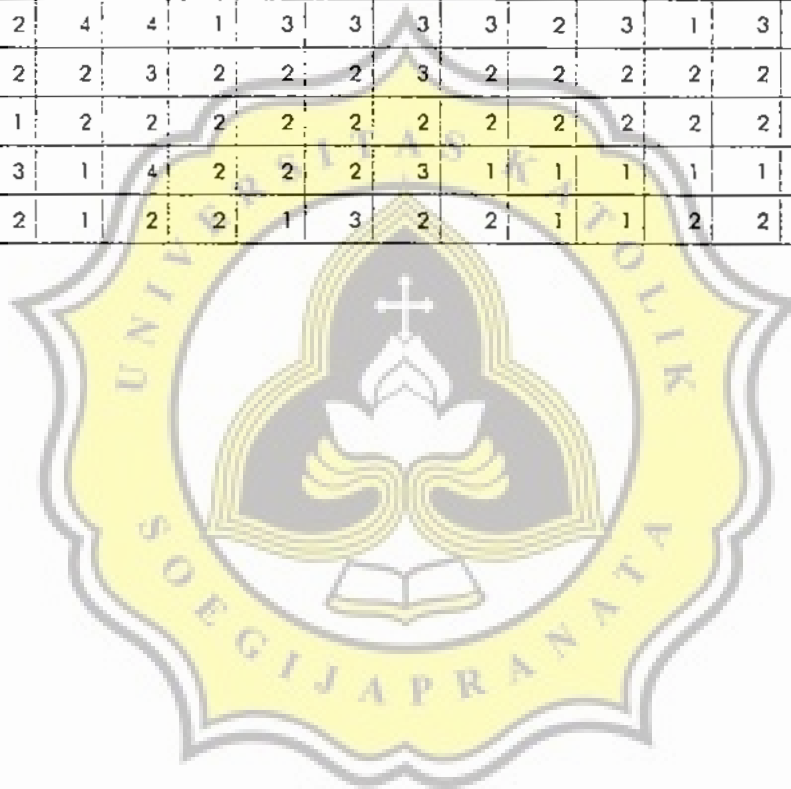 2 4 4 1 3 3 3 3 2 3 1 3
2 2 3 2 2 2 3 2 2 2 2 2
1 2 2 2 2 2 2 2 2 2 2 2
3 1 4 2 2 2 3 1 1 1 1 1
2 1 2 2 1 3 2 2 1 1 2 2
UNIVERSITAS KATOLIK
SOEGIJAPRANATA